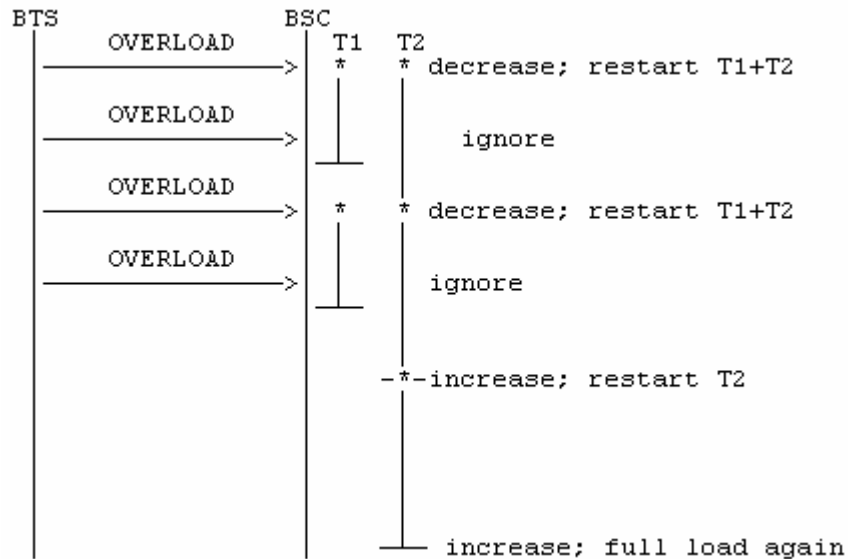 BTS BSC
OVERLOAD T1 T2
* * decrease; restart T1+T2
OVERLOAD
ignore
OVERLOAD
* * decrease; restart T1+T2
OVERLOAD
ignore
-*-increase; restart T2
increase; full load again